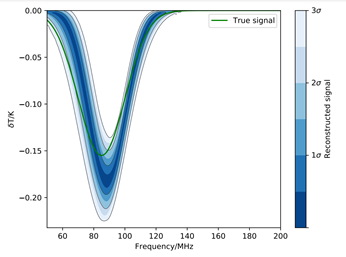 0.00
−0.05
−0.10
−0.15
−0.20
δT/K
60
80
100
120
140
160
180
200
Frequency/MHz
True signal
3σ
2σ
1σ
Reconstructed signal